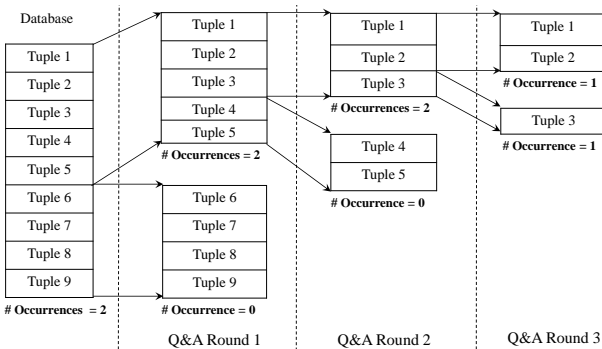 Database
Tuple 1
Tuple 2
Tuple 3
Tuple 4
Tuple 5
Tuple 6
Tuple 7
Tuple 8
Tuple 9
# Occurrences = 2
Tuple 1
Tuple 2
Tuple 3
Tuple 4
Tuple 5
# Occurrences = 2
Tuple 6
Tuple 7
Tuple 8
Tuple 9
# Occurrence = 0
Q&A Round 1
Tuple 1
Tuple 2
Tuple 3
# Occurrences = 2
Tuple 4
Tuple 5
# Occurrence = 0
Q&A Round 2
Tuple 1
Tuple 2
# Occurrence = 1
Tuple 3
# Occurrence = 1
Q&A Round 3